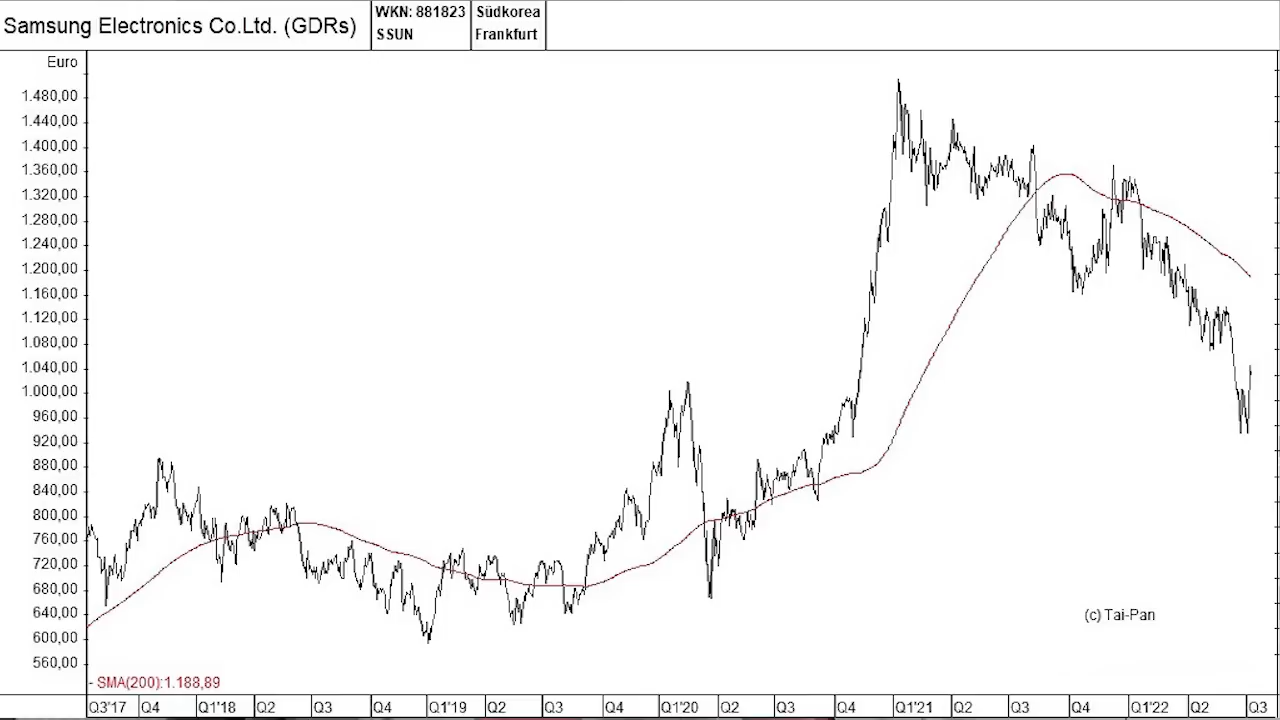 Samsung Electronics Co.Ltd. (GDRs)
WKN: 881823
SSUN
Südkorea
Frankfurt
Euro
1.480,00
1.440,00
1.400,00
1.360,00
1.320,00
1.280,00
1.240,00
1.200,00
1.160,00
1.120,00
1.080,00
1.040,00
1.000,00
960,00
920,00
880,00
840,00
800,00
760,00
720,00
680,00
640,00
600,00
560,00
(c) Tai-Pan
- SMA(200):1.188,89
Q3'17 Q4 Q1'18 Q2 Q3 Q4 Q1'19 Q2 Q3 Q4 Q1'20 Q2 Q3 Q4 Q1'21 Q2 Q3 Q4 Q1'22 Q2 Q3